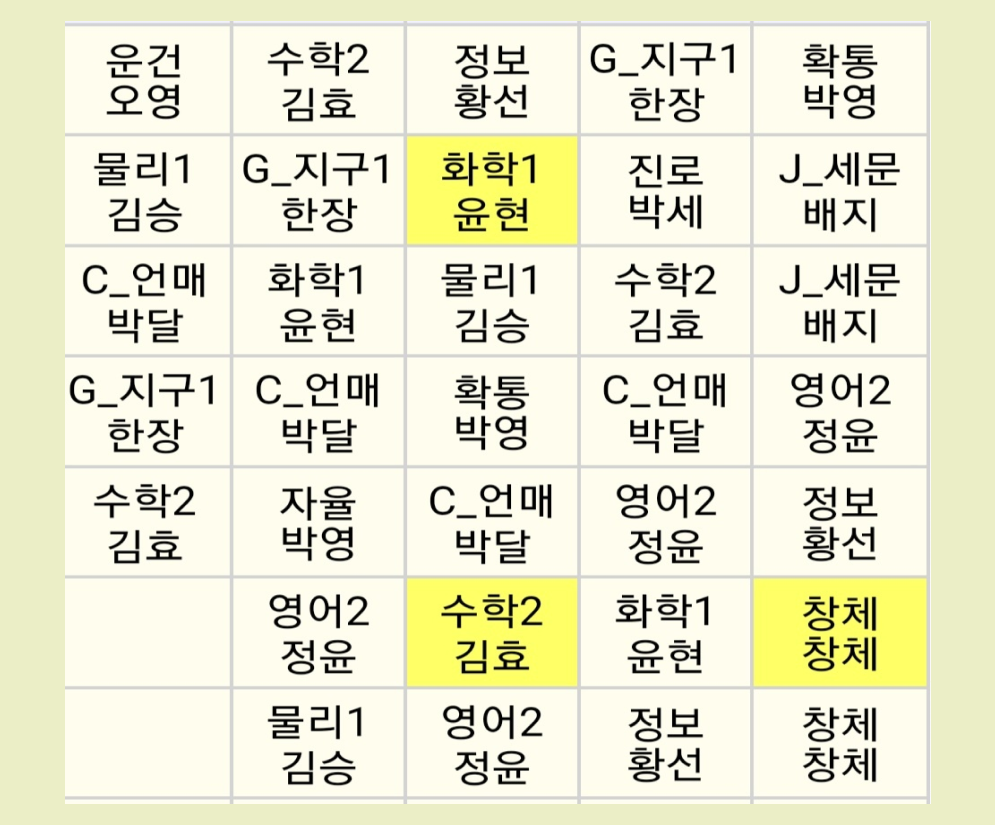 운건 수학2 정보 G_지구1 확통
오영 김효 황선 한장 박영
물리1 G_지구1 화학1 진로 J_세문
김승 한장 윤현 박세 배지
C_언매 화학1 물리1 수학2 J_세문
박달 윤현 김승 김효 배지
G_지구1 C_언매 확통 C_언매 영어2
한장 박달 박영 박달 정윤
수학2 자율 C_언매 영어2 정보
김효 박영 박달 정윤 황선
영어2 수학2 화학1 창체
정윤 김효 윤현 창체
물리1 영어2 정보 창체
김승 정윤 황선 창체